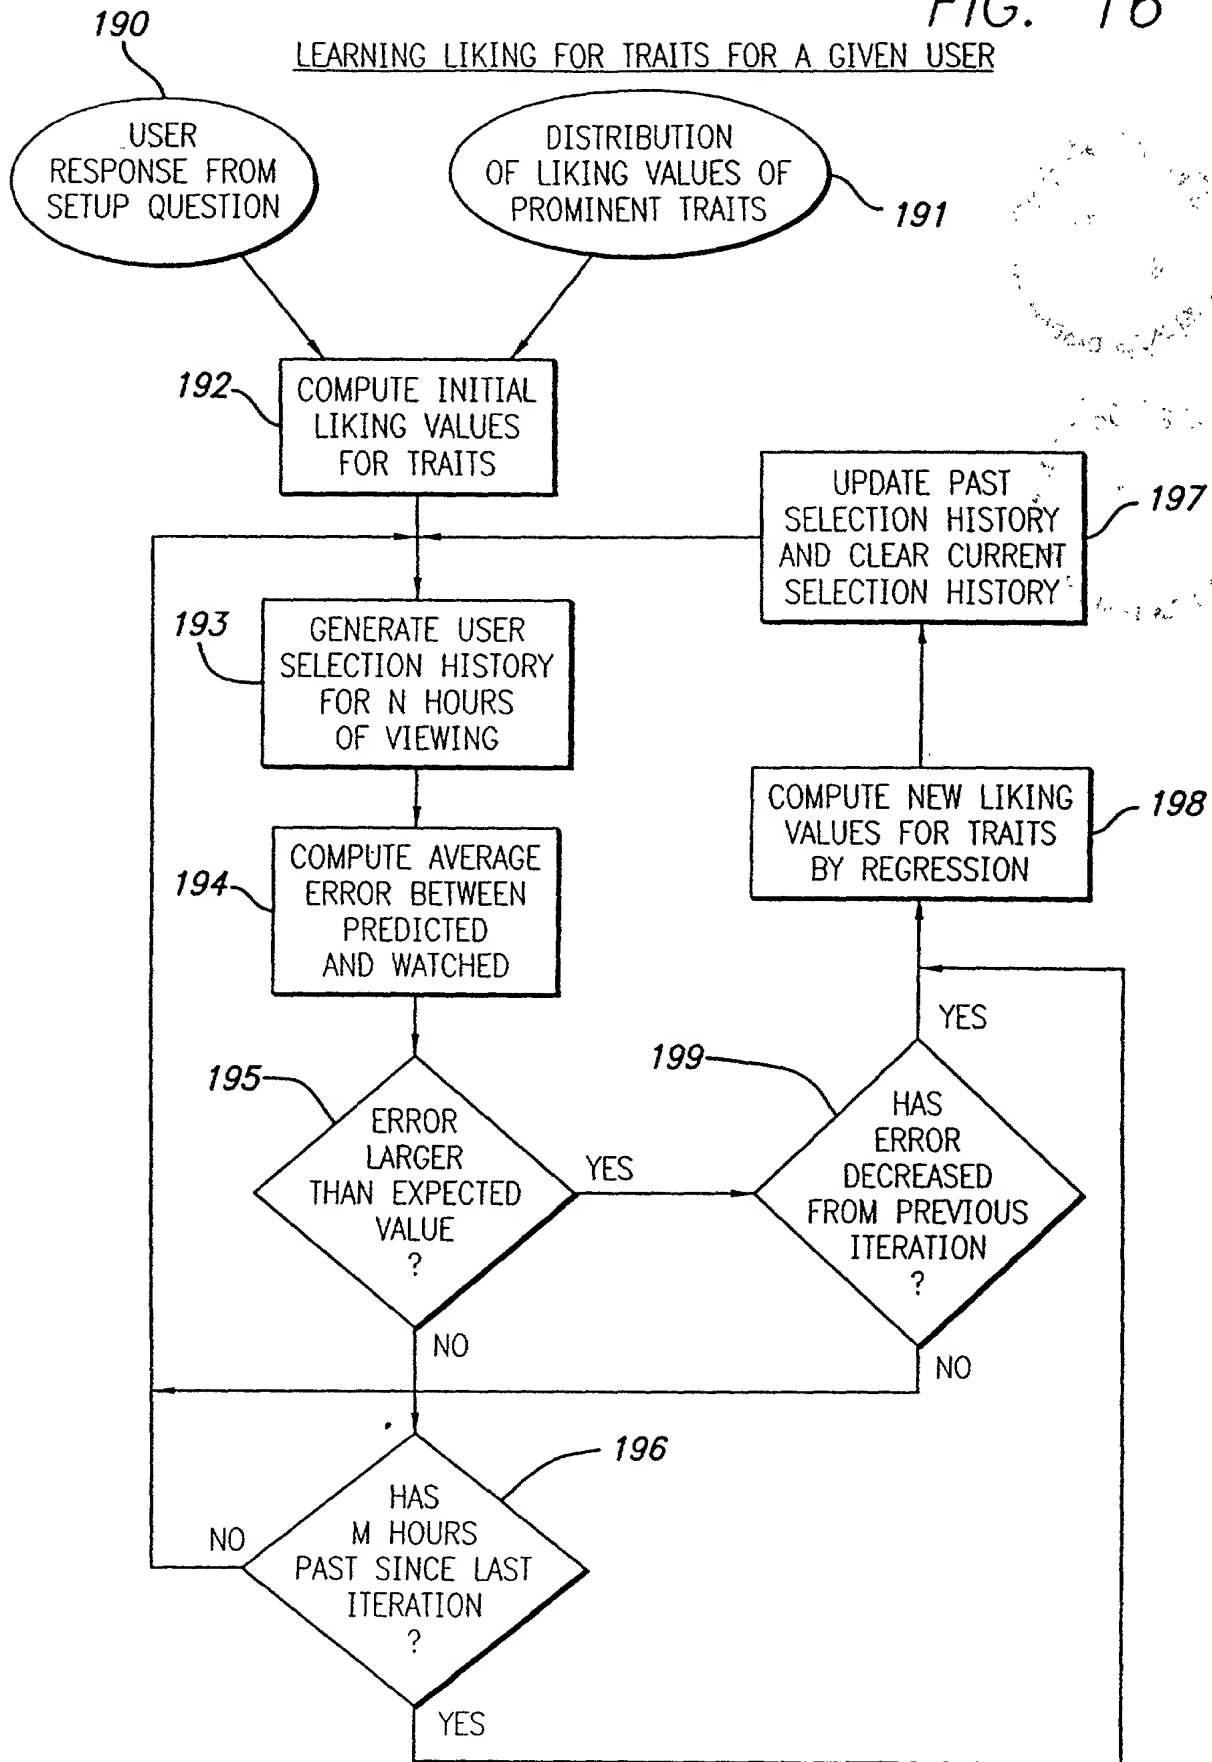 FIG. 16
190
LEARNING LIKING FOR TRAITS FOR A GIVEN USER
USER
RESPONSE FROM
SETUP QUESTION
DISTRIBUTION
OF LIKING VALUES OF
PROMINENT TRAITS
191
192
COMPUTE INITIAL
LIKING VALUES
FOR TRAITS
UPDATE PAST
SELECTION HISTORY
AND CLEAR CURRENT
SELECTION HISTORY
197
193
GENERATE USER
SELECTION HISTORY
FOR N HOURS
OF VIEWING
COMPUTE NEW LIKING
VALUES FOR TRAITS
BY REGRESSION
198
194
COMPUTE AVERAGE
ERROR BETWEEN
PREDICTED
AND WATCHED
YES
195
ERROR
LARGER
THAN EXPECTED
VALUE
?
YES
199
HAS
ERROR
DECREASED
FROM PREVIOUS
ITERATION
?
NO
NO
196
HAS
M HOURS
PAST SINCE LAST
ITERATION
?
NO
YES